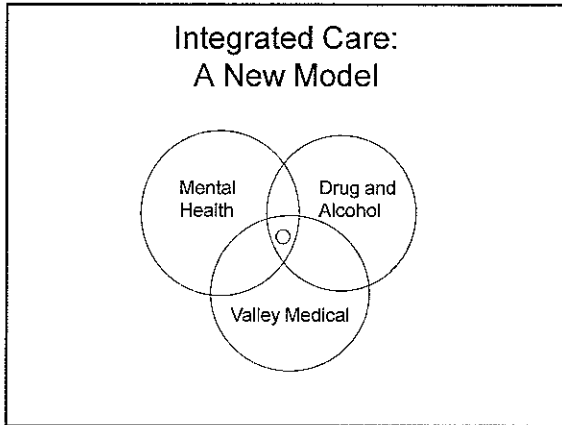 Integrated Care:
A New Model
Mental
Health
Drug and
Alcohol
Valley Medical